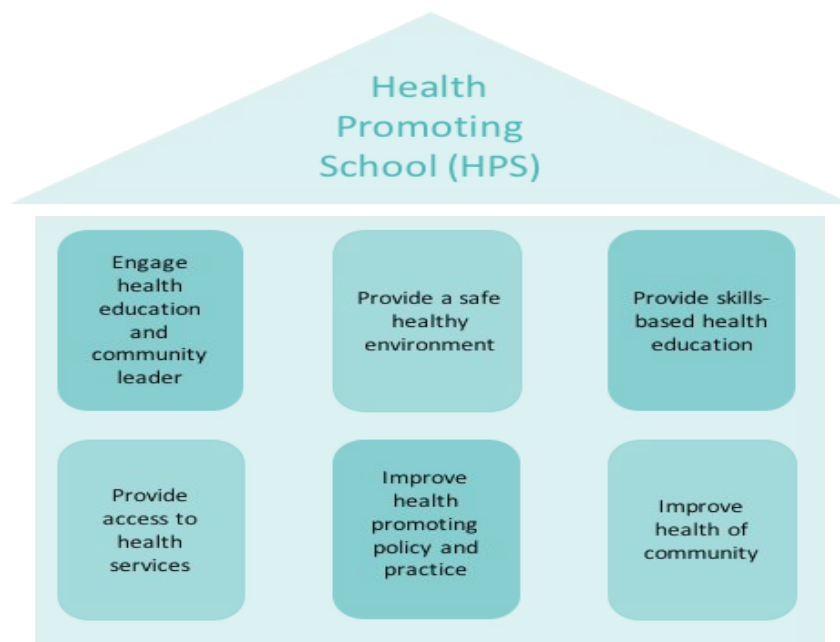 Health
Promoting
School (HPS)
Engage
health
education
and
community
leader
Provide a safe
healthy
environment
Provide skills-
based health
education
Provide
access to
health
services
Improve
health
promoting
policy and
practice
Improve
health of
community